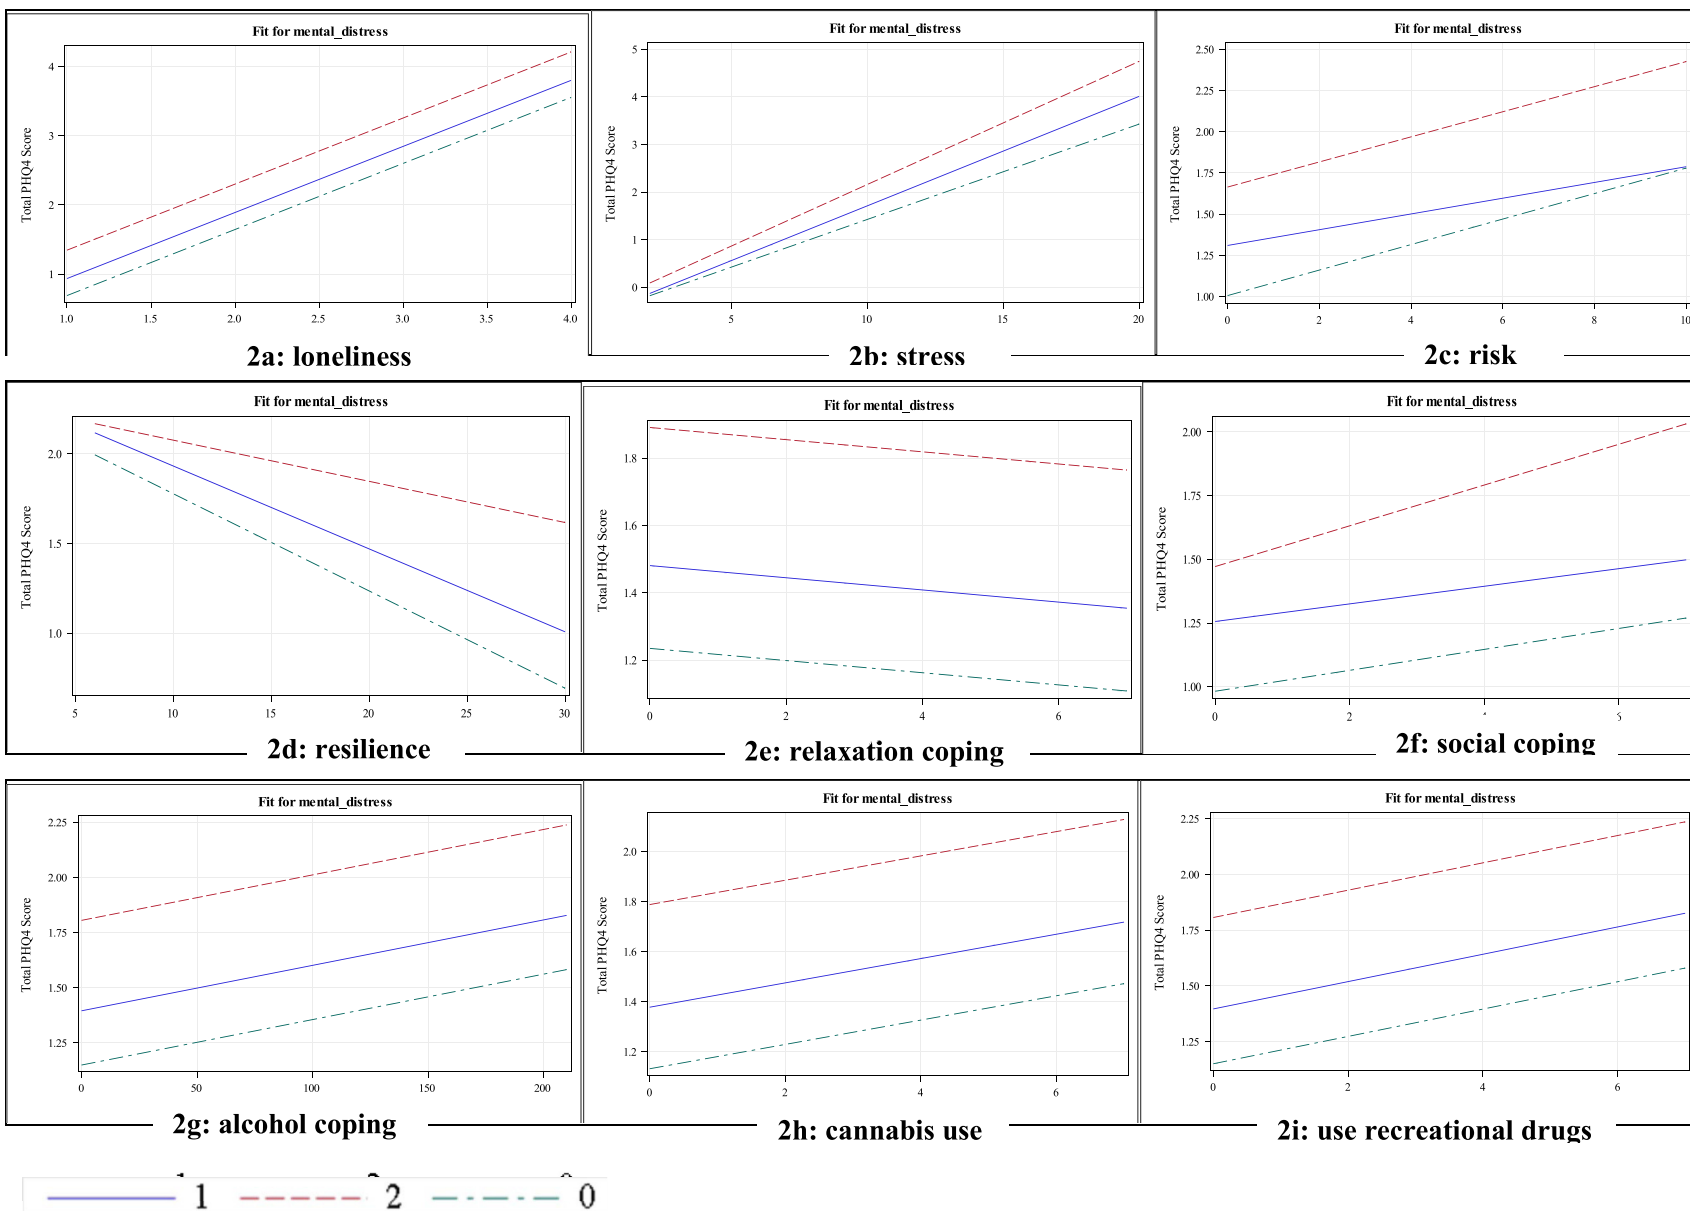 Fit for mental_distress
Total PHQ4 Score
4
3
2
1
1.0 1.5 2.0 2.5 3.0 3.5 4.0
2a: loneliness
Fit for mental_distress
Total PHQ4 Score
5
4
3
2
1
0
5 10 15 20
2b: stress
Fit for mental_distress
Total PHQ4 Score
2.50
2.25
2.00
1.75
1.50
1.25
1.00
0 2 4 6 8 10
2c: risk
Fit for mental_distress
Total PHQ4 Score
2.0
1.5
1.0
5 10 15 20 25 30
2d: resilience
Fit for mental_distress
Total PHQ4 Score
1.8
1.6
1.4
1.2
0 2 4 6
2e: relaxation coping
Fit for mental_distress
Total PHQ4 Score
2.00
1.75
1.50
1.25
1.00
0 2
2f: social coping
Fit for mental_distress
Total PHQ4 Score
2.25
2.00
1.75
1.50
1.25
0 50 100 150 200
2g: alcohol coping
Fit for mental_distress
Total PHQ4 Score
2.0
1.8
1.6
1.4
1.2
0 2 4 6
2h: cannabis use
Fit for mental_distress
Total PHQ4 Score
2.25
2.00
1.75
1.50
1.25
0 2 4 6
2i: use recreational drugs
1 2 0